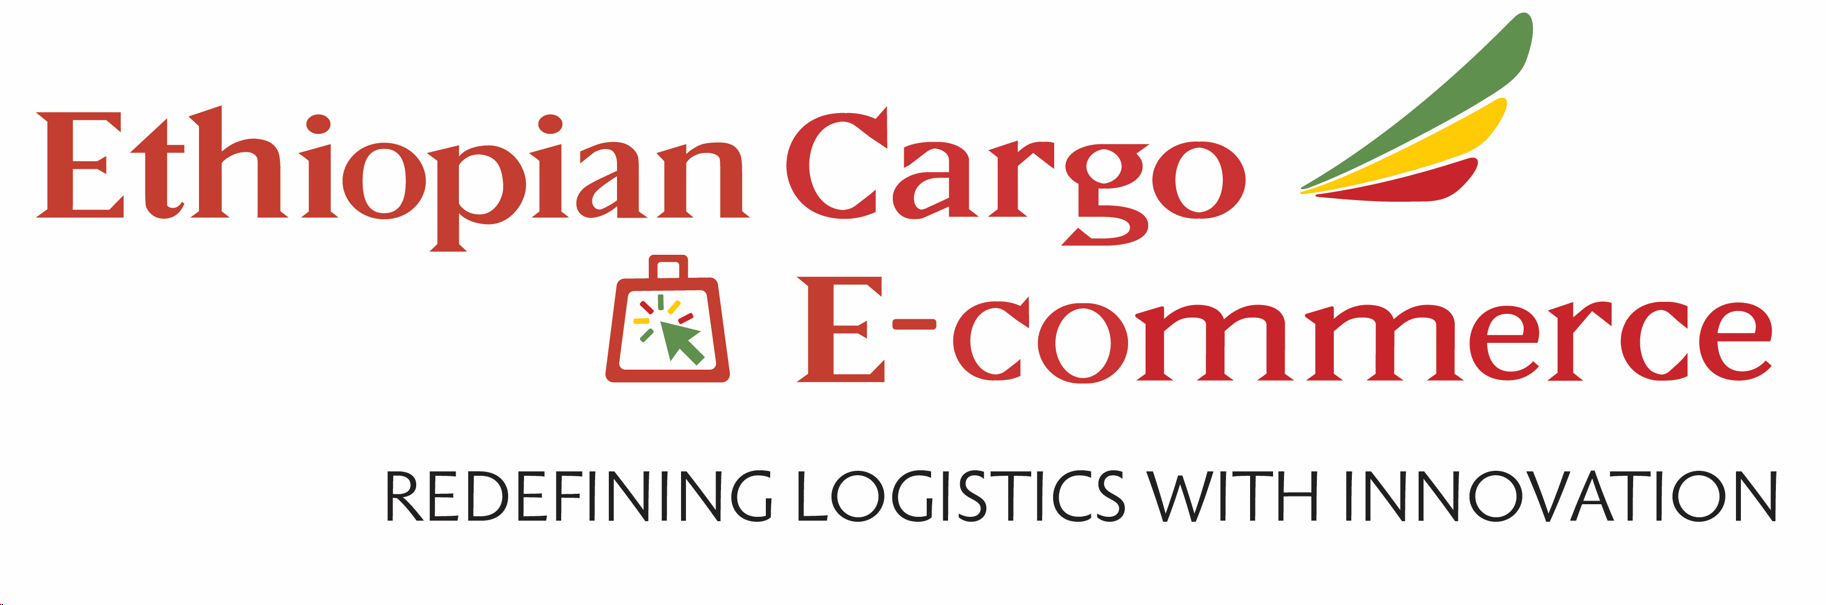 Ethiopian Cargo
E-commerce
REDEFINING LOGISTICS WITH INNOVATION